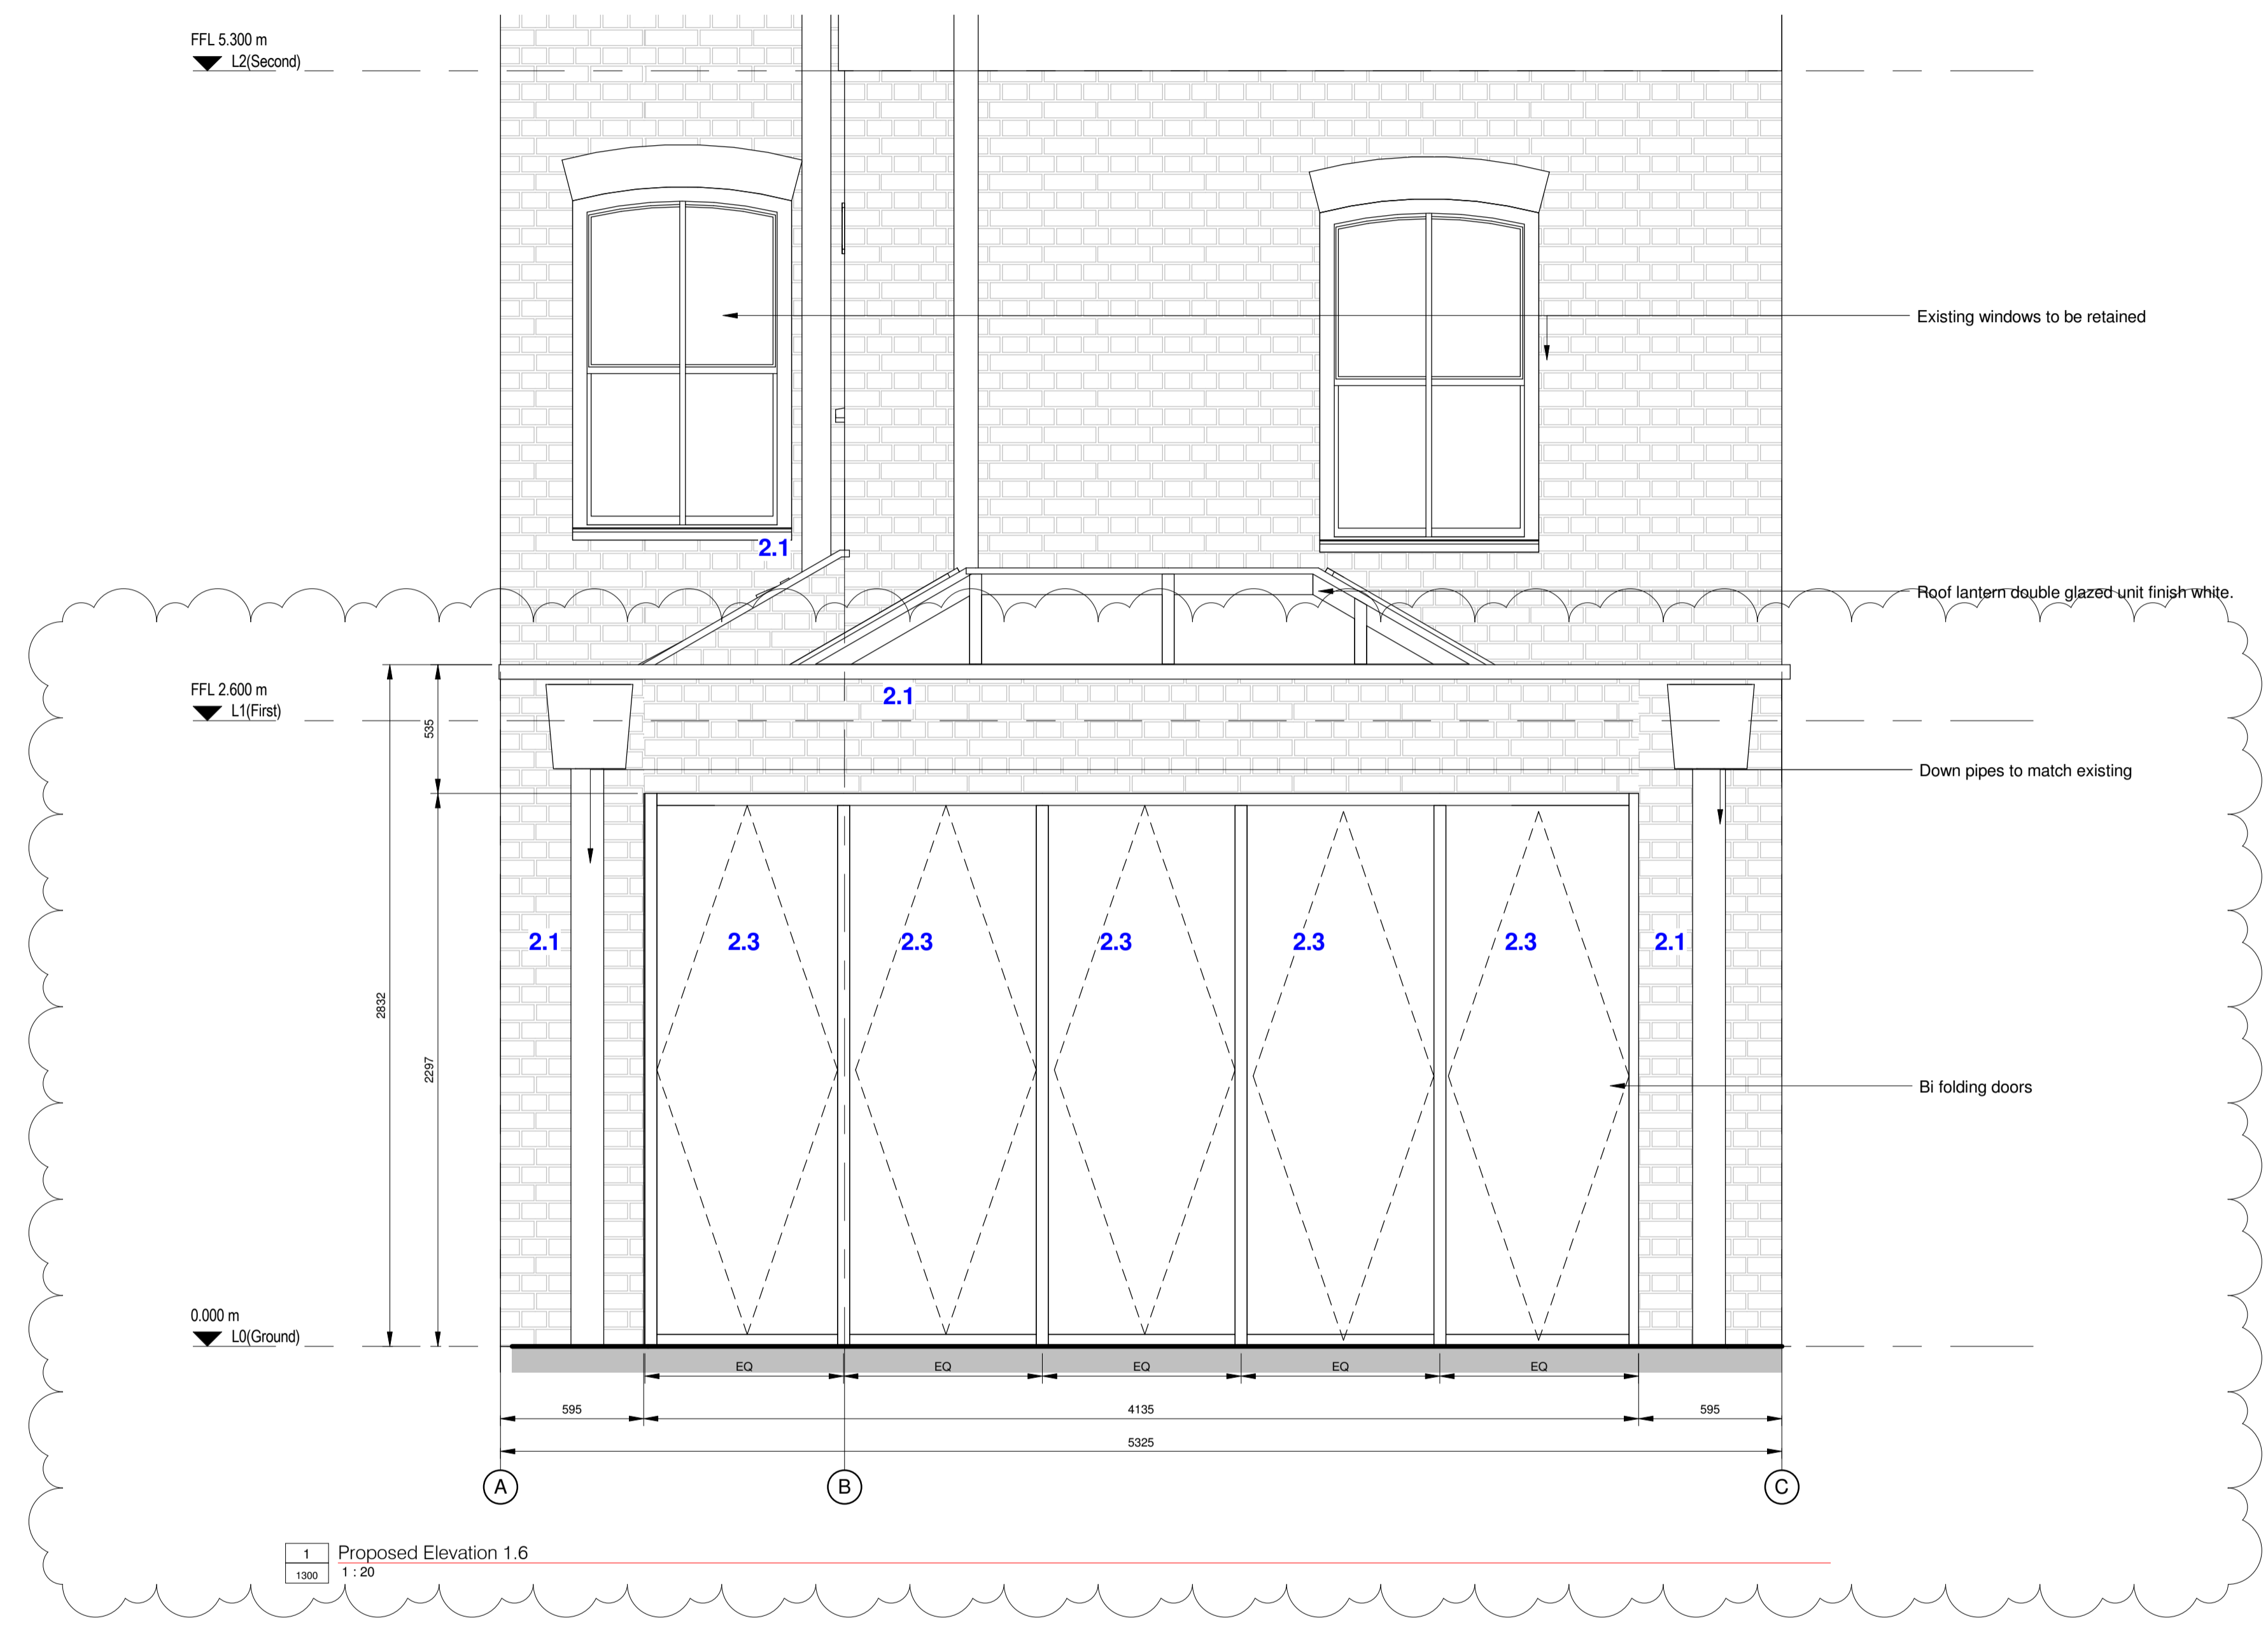 FFL 5.300 m
L2(Second)
Existing windows to be retained
2.1
Roof lantern double glazed unit finish white.
FFL 2.600 m
L1(First)
2.1
535
Down pipes to match existing
2.1
2.3
2.3
2.3
2.3
2.3
2.1
2832
2297
Bi folding doors
0.000 m
L0(Ground)
EQ
EQ
EQ
EQ
EQ
595
4135
595
5325
A
B
C
1
Proposed Elevation 1.6
1300
1 : 20